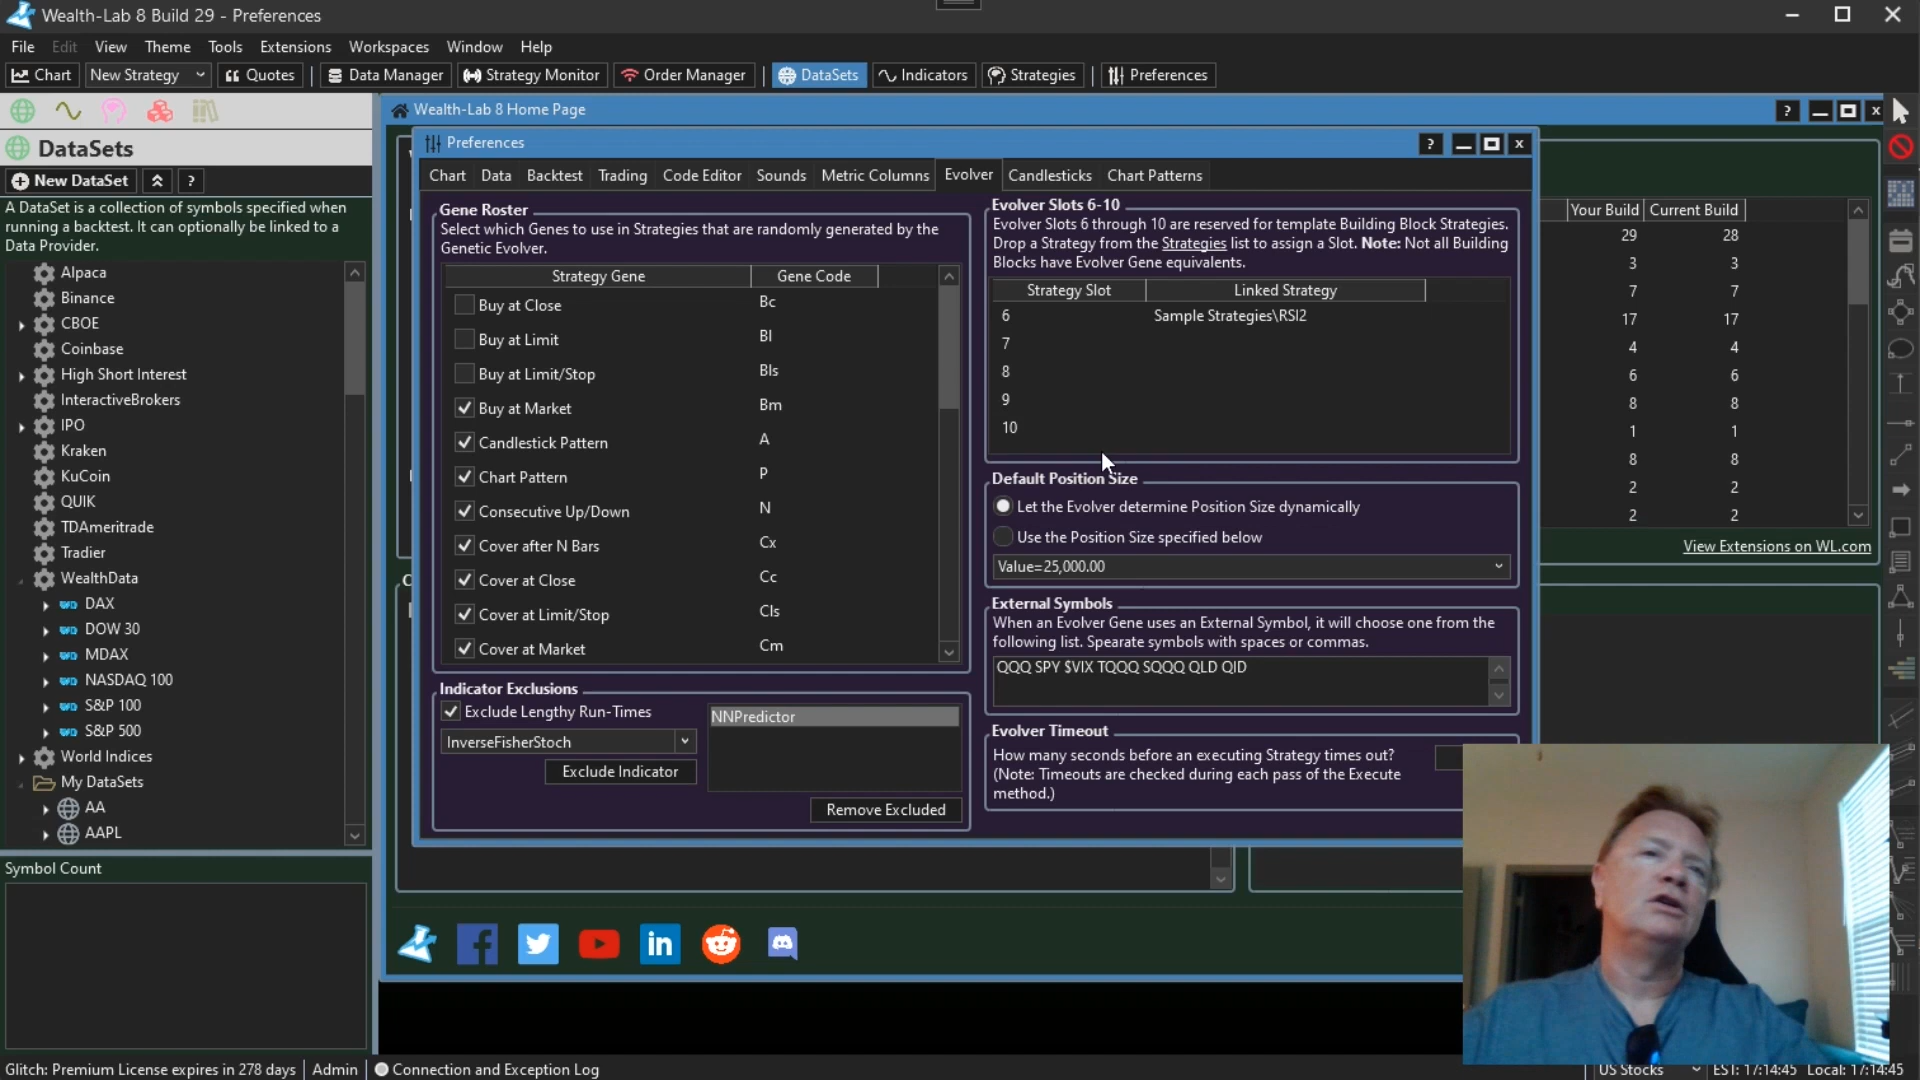 Wealth-Lab 8 Build 29 - Preferences
File Edit View Theme Tools Extensions Workspaces Window Help
Chart New Strategy Quotes Data Manager Strategy Monitor Order Manager DataSets Indicators Strategies Preferences
Wealth-Lab 8 Home Page ?
DataSets
New DataSet ?
A DataSet is a collection of symbols specified when
running a backtest. It can optionally be linked to a
Data Provider.
Alpaca
Binance
CBOE
Coinbase
High Short Interest
InteractiveBrokers
IPO
Kraken
KuCoin
QUIK
TDAmeritrade
Tradier
WealthData
DAX
DOW 30
MDAX
NASDAQ 100
S&P 100
S&P 500
World Indices
My DataSets
AA
AAPL
Symbol Count
Preferences ?
Chart Data Backtest Trading Code Editor Sounds Metric Columns Evolver Candlesticks Chart Patterns
Gene Roster
Select which Genes to use in Strategies that are randomly generated by the
Genetic Evolver.
Strategy Gene Gene Code
Buy at Close Bc
Buy at Limit Bl
Buy at Limit/Stop Bls
Buy at Market Bm
Candlestick Pattern A
Chart Pattern P
Consecutive Up/Down N
Cover after N Bars Cx
Cover at Close Cc
Cover at Limit/Stop Cls
Cover at Market Cm
Indicator Exclusions
Exclude Lengthy Run-Times
InverseFisherStoch
Exclude Indicator
NNPredictor
Remove Excluded
Evolver Slots 6-10
Evolver Slots 6 through 10 are reserved for template Building Block Strategies.
Drop a Strategy from the Strategies list to assign a Slot. Note: Not all Building
Blocks have Evolver Gene equivalents.
Strategy Slot Linked Strategy
6 Sample Strategies\RSI2
7
8
9
10
Default Position Size
Let the Evolver determine Position Size dynamically
Use the Position Size specified below
Value=25,000.00
External Symbols
When an Evolver Gene uses an External Symbol, it will choose one from the
following list. Spearate symbols with spaces or commas.
QQQ SPY $VIX TQQQ SQQQ QLD QID
Evolver Timeout
How many seconds before an executing Strategy times out?
(Note: Timeouts are checked during each pass of the Execute
method.)
Your Build Current Build
29 28
3 3
7 7
17 17
4 4
6 6
8 8
1 1
8 8
2 2
2 2
View Extensions on WL.com
Glitch: Premium License expires in 278 days Admin Connection and Exception Log US Stocks EST: 17:14:45 Local: 17:14:45